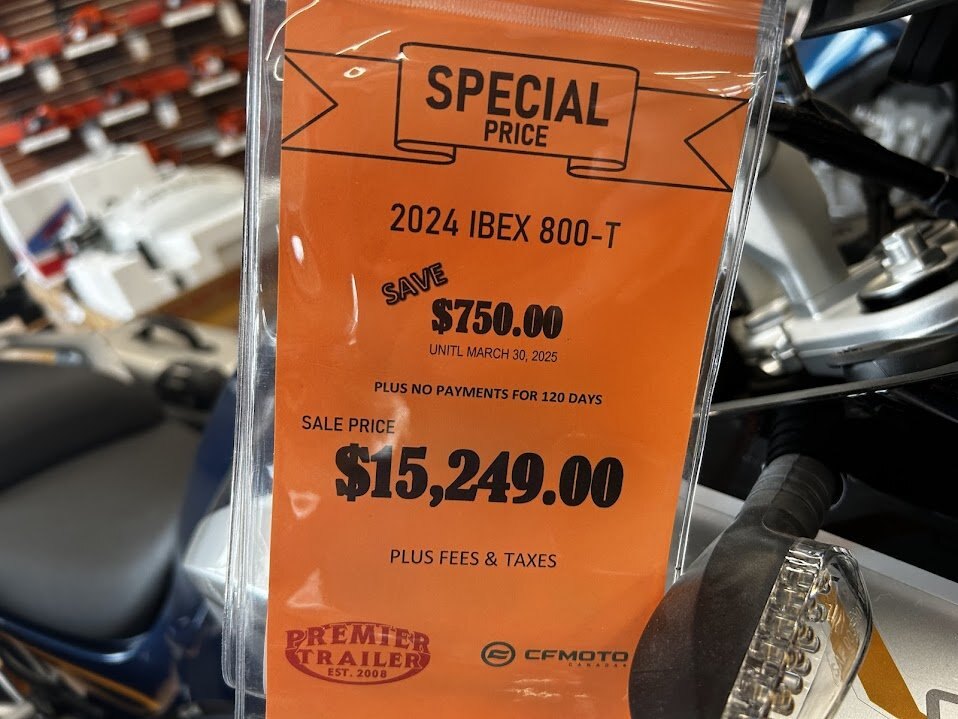 SPECIAL
PRICE
2024 IBEX 800-T
SAVE
$750.00
UNITL MARCH 30, 2025
PLUS NO PAYMENTS FOR 120 DAYS
SALE PRICE
$15,249.00
PLUS FEES & TAXES
PREMIER
TRAILER
EST. 2008
CFMOTO
CANADA